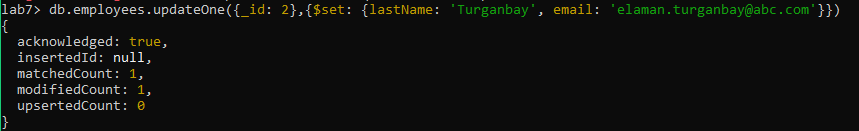 lab7> db.employees.updateOne({_id: 2},{$set: {lastName: 'Turganbay', email: 'elaman.turganbay@abc.com'}})
{
  acknowledged: true,
  insertedId: null,
  matchedCount: 1,
  modifiedCount: 1,
  upsertedCount: 0
}